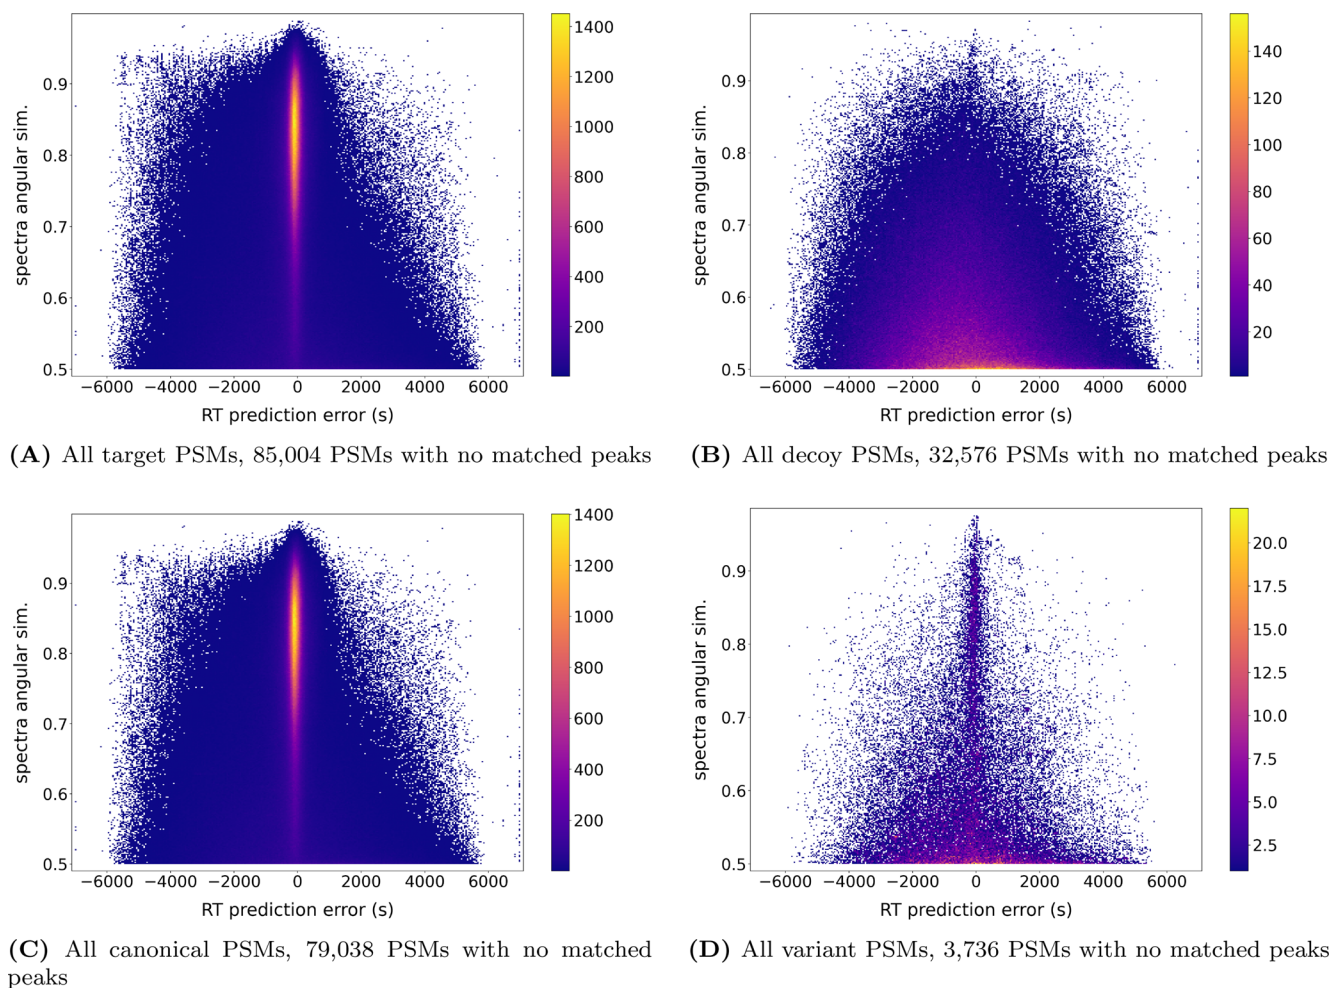 1400
1200
1000
800
600
400
200
0.9
0.8
0.7
0.6
0.5
spectra angular sim.
−6000 −4000 −2000 0 2000 4000 6000
RT prediction error (s)
(A) All target PSMs, 85,004 PSMs with no matched peaks
140
120
100
80
60
40
20
0.9
0.8
0.7
0.6
0.5
spectra angular sim.
−6000 −4000 −2000 0 2000 4000 6000
RT prediction error (s)
(B) All decoy PSMs, 32,576 PSMs with no matched peaks
1400
1200
1000
800
600
400
200
0.9
0.8
0.7
0.6
0.5
spectra angular sim.
−6000 −4000 −2000 0 2000 4000 6000
RT prediction error (s)
(C) All canonical PSMs, 79,038 PSMs with no matched
peaks
20.0
17.5
15.0
12.5
10.0
7.5
5.0
2.5
0.9
0.8
0.7
0.6
0.5
spectra angular sim.
−6000 −4000 −2000 0 2000 4000 6000
RT prediction error (s)
(D) All variant PSMs, 3,736 PSMs with no matched peaks